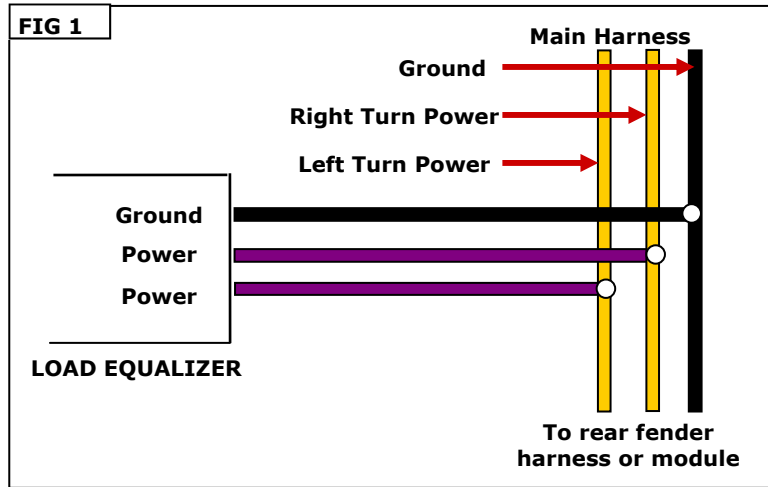 FIG 1
Main Harness
Ground
Right Turn Power
Left Turn Power
Ground
Power
Power
LOAD EQUALIZER
To rear fender
harness or module